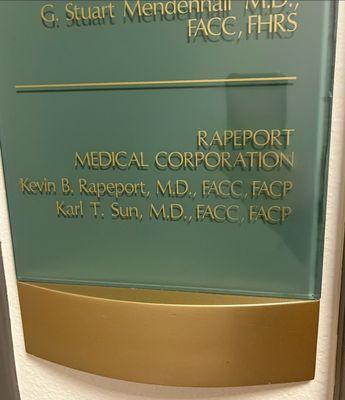 G. Stuart Mendenhall M.D.,
FACC, FHRS
RAPEPORT
MEDICAL CORPORATION
Kevin B. Rapeport, M.D., FACC, FACP
Karl T. Sun, M.D., FACC, FACP